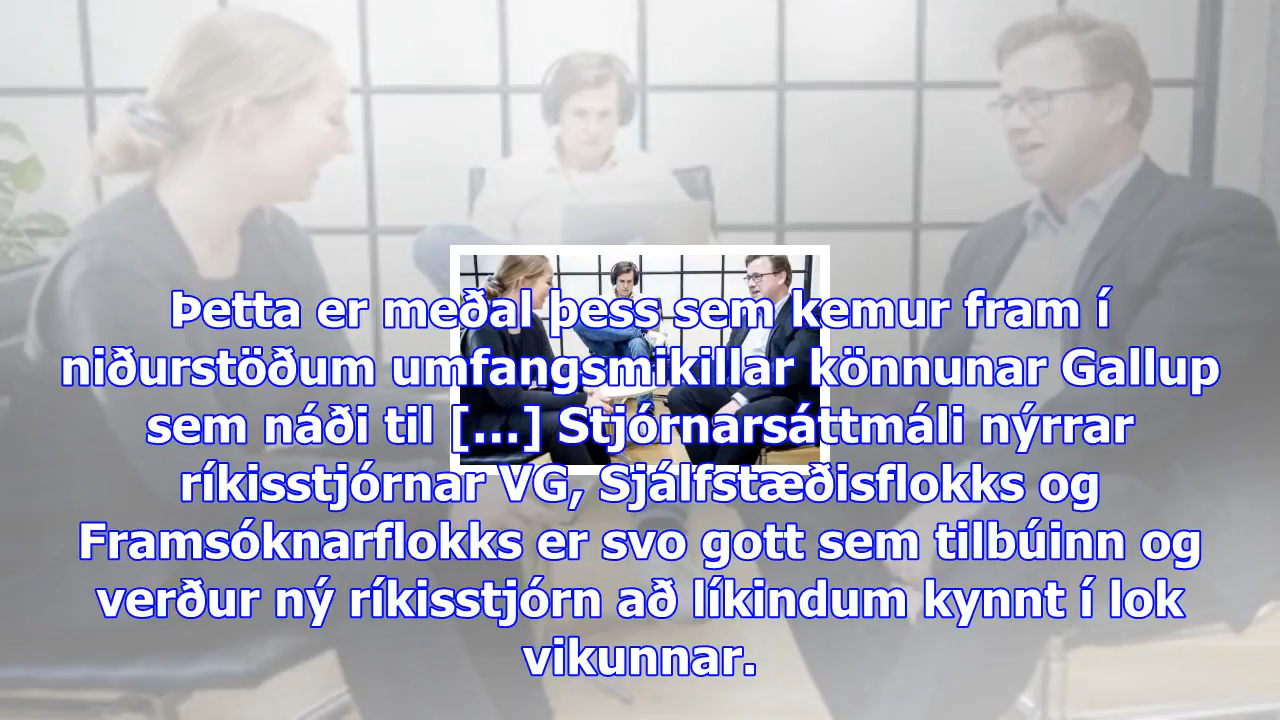 Þetta er meðal þess sem kemur fram í
niðurstöðum umfangsmikillar könnunar Gallup
sem náði til [...] Stjórnarsáttmáli nýrrar
ríkisstjórnar VG, Sjálfstæðisflokks og
Framsóknarflokks er svo gott sem tilbúinn og
verður ný ríkisstjórn að líkindum kynnt í lok
vikunnar.